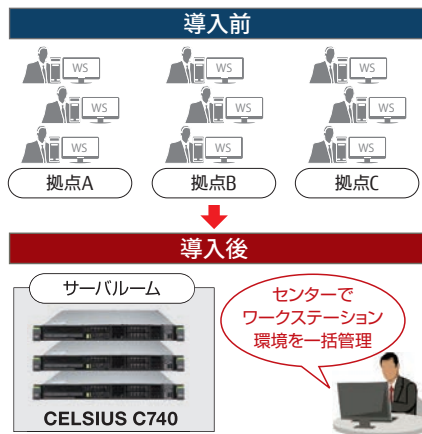 導入前
WS WS WS
WS WS WS
WS WS WS
拠点A 拠点B 拠点C
導入後
サーバルーム
センターで
ワークステーション
環境を一括管理
CELSIUS C740